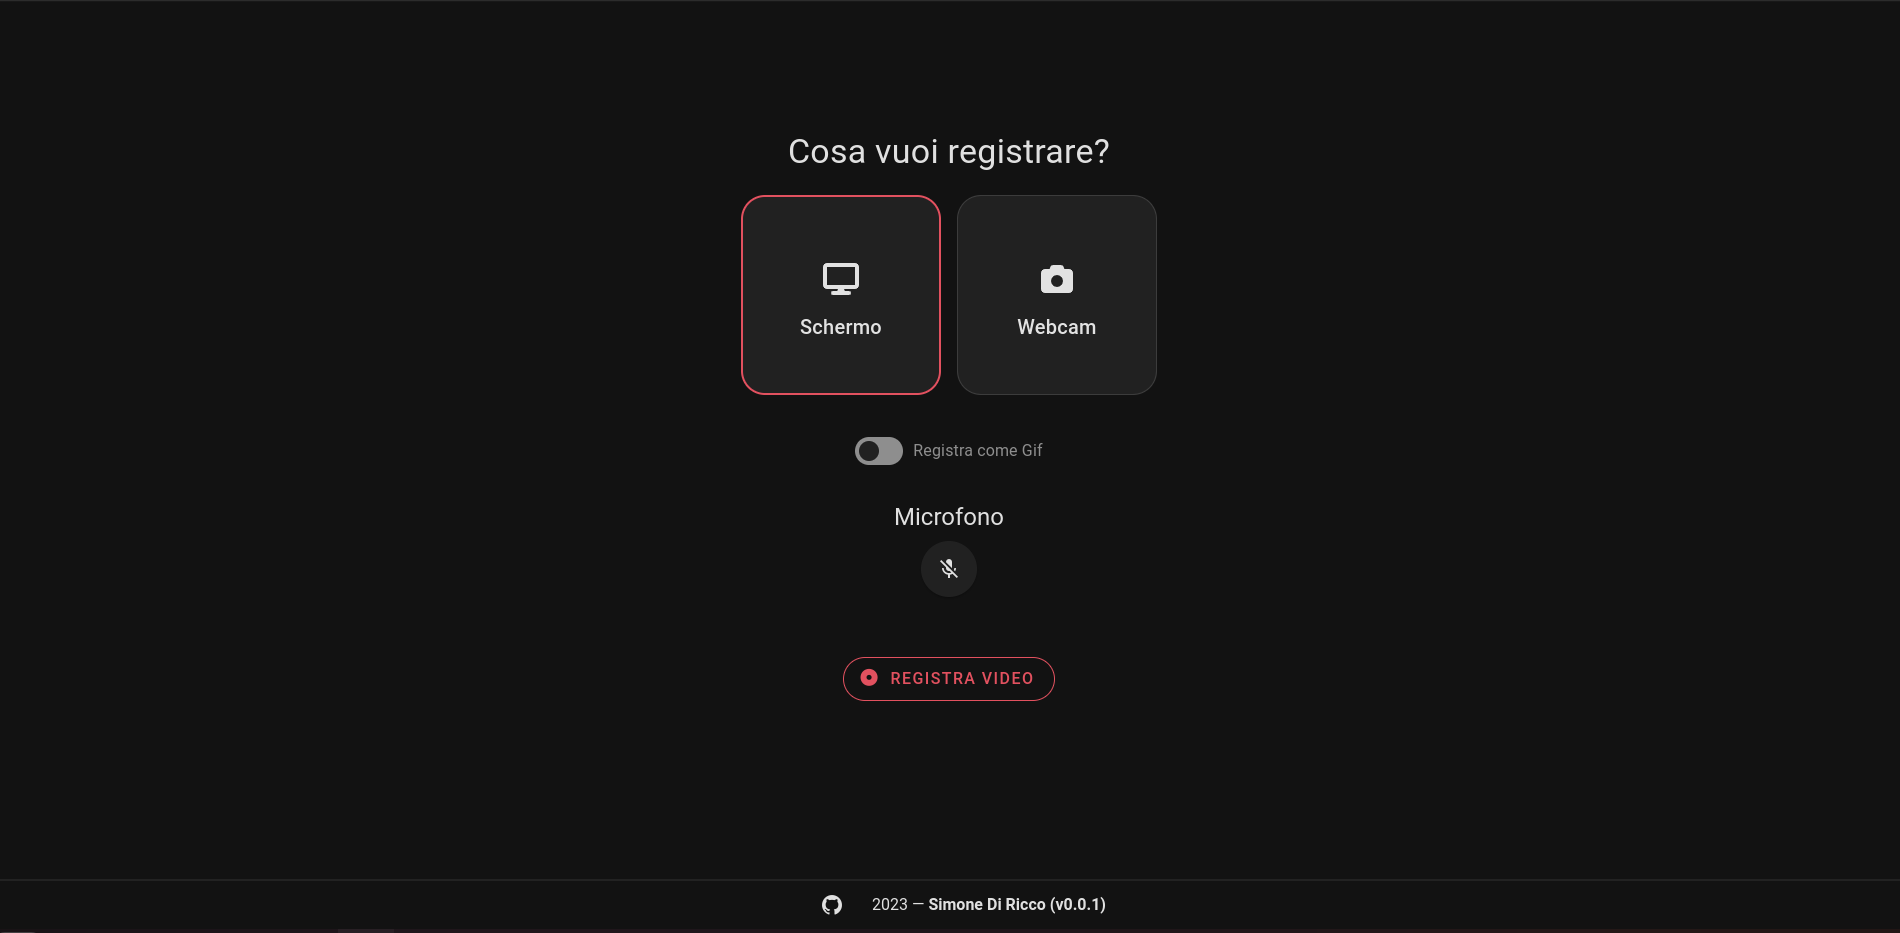 Cosa vuoi registrare?
Schermo
Webcam
Registra come Gif
Microfono
REGISTRA VIDEO
2023 — Simone Di Ricco (v0.0.1)